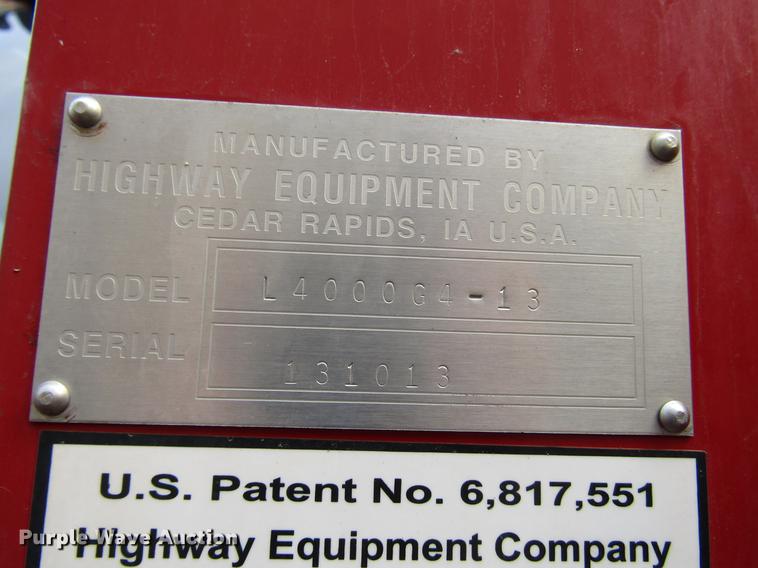 MANUFACTURED BY
HIGHWAY EQUIPMENT COMPANY
CEDAR RAPIDS, IA U.S.A.
MODEL L4000G4-13
SERIAL 131013
U.S. Patent No. 6,817,551
Highway Equipment Company
Purple Wave Auction